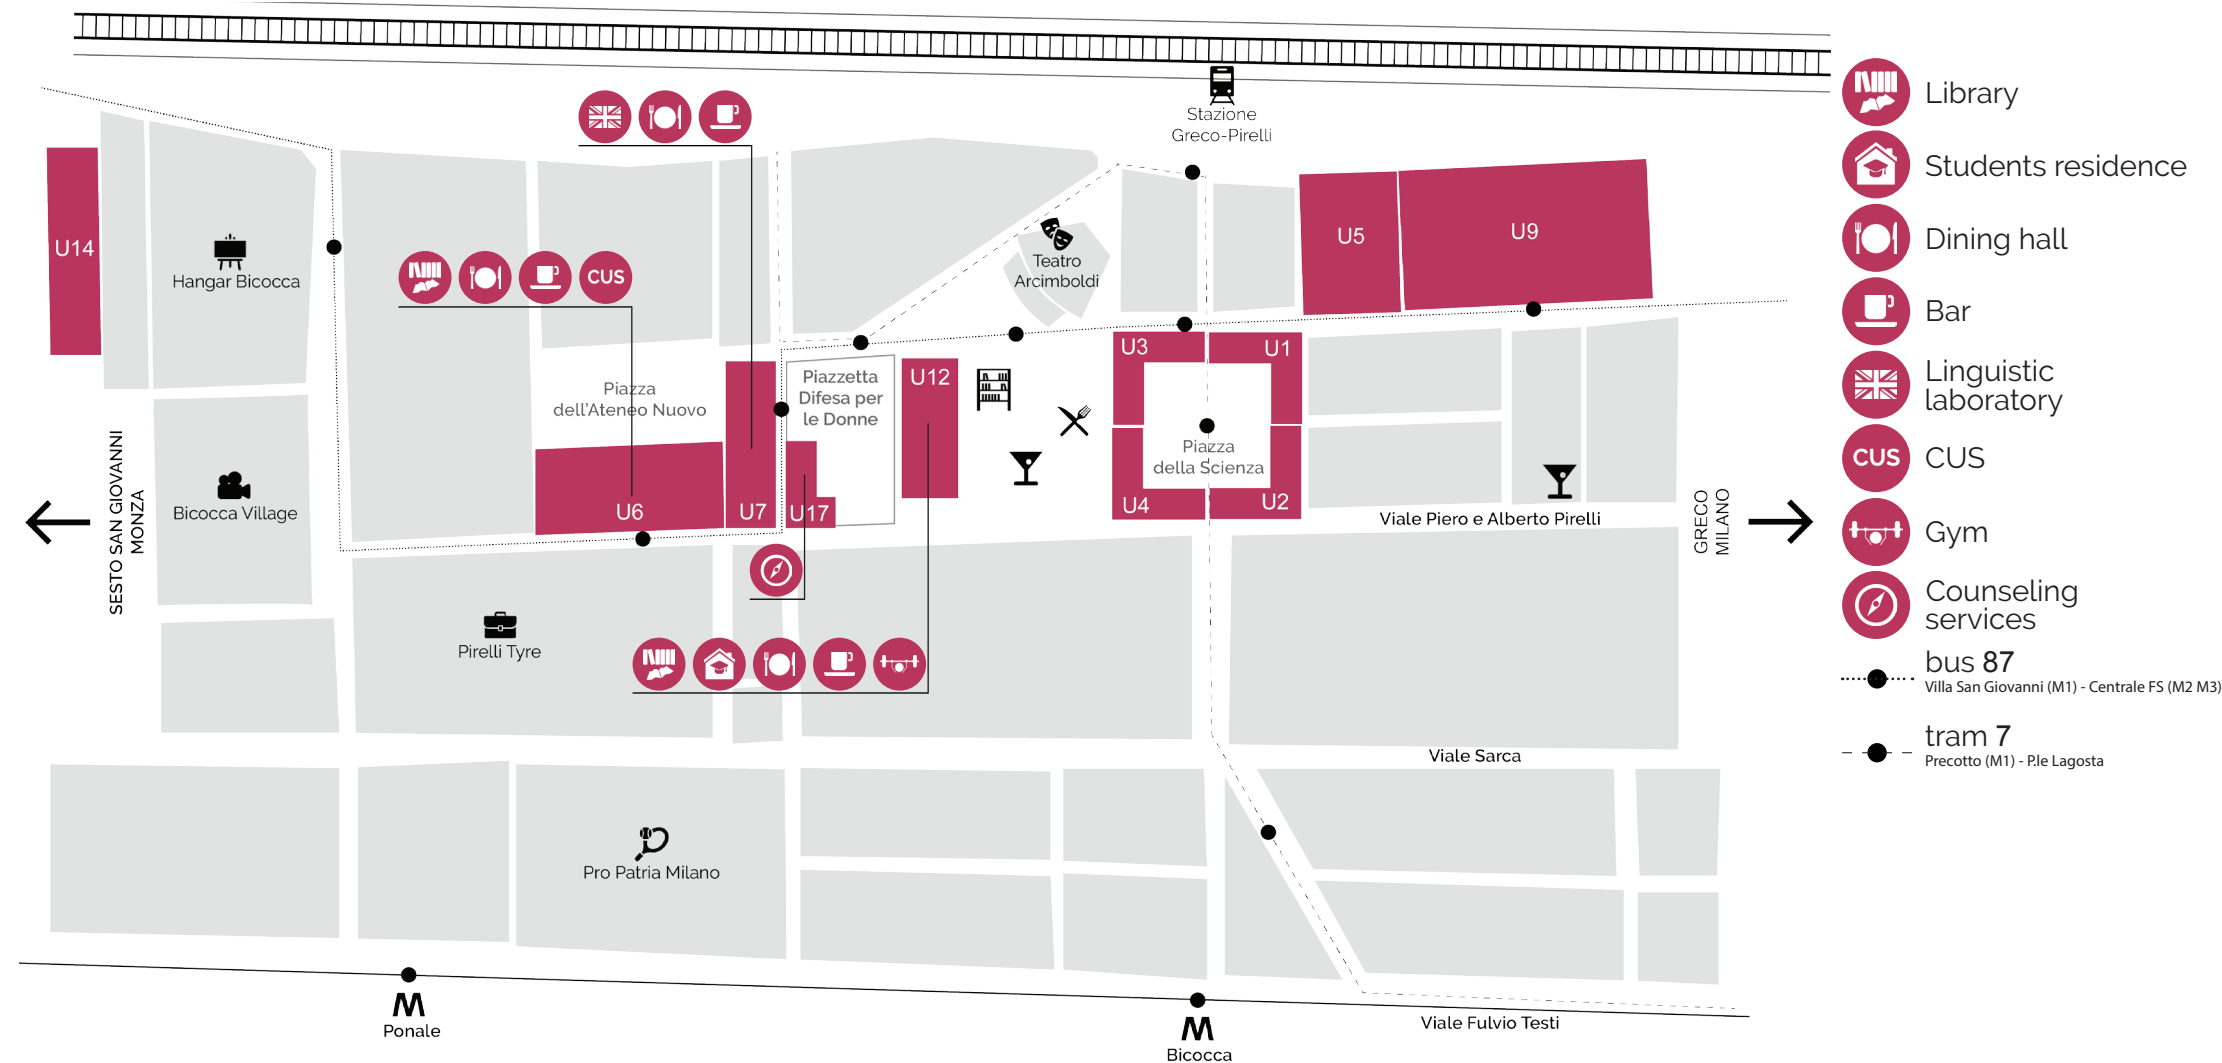 Stazione
Greco-Pirelli
U14
Hangar Bicocca
CUS
Teatro
Arcimboldi
U5
U9
Piazza
dell'Ateneo Nuovo
Piazzetta
Difesa per
le Donne
U12
U3
U1
Piazza
della Scienza
U4
U2
U6
U7
U17
SESTO SAN GIOVANNI
MONZA
Bicocca Village
Viale Piero e Alberto Pirelli
GRECO
MILANO
Pirelli Tyre
Viale Sarca
Pro Patria Milano
M
Ponale
M
Bicocca
Viale Fulvio Testi
Library
Students residence
Dining hall
Bar
Linguistic
laboratory
CUS CUS
Gym
Counseling
services
bus 87
Villa San Giovanni (M1) - Centrale FS (M2 M3)
tram 7
Precotto (M1) - P.le Lagosta